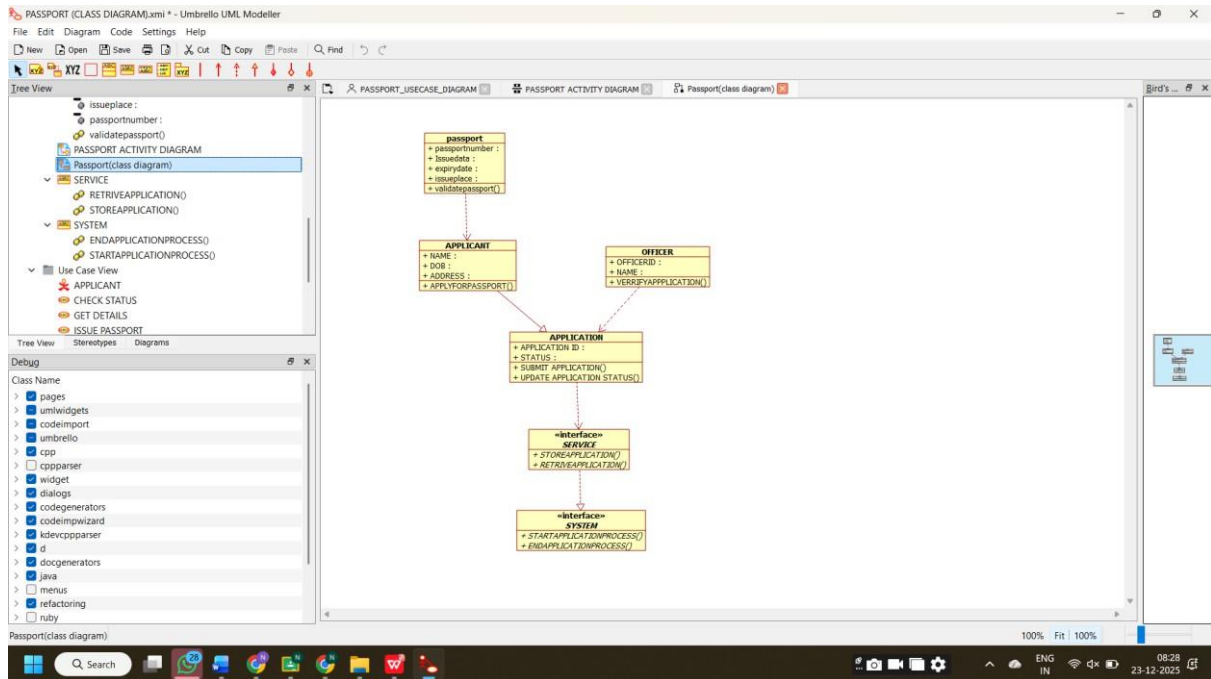 PASSPORT (CLASS DIAGRAM).xmi * - Umbrello UML Modeller
File Edit Diagram Code Settings Help
New Open Save Cut Copy Paste Find
XYZ
Tree View
issueplace :
passportnumber :
validatepassport()
PASSPORT ACTIVITY DIAGRAM
Passport(class diagram)
SERVICE
RETRIVEAPPLICATION()
STOREAPPLICATION()
SYSTEM
ENDAPPLICATIONPROCESS()
STARTAPPLICATIONPROCESS()
Use Case View
APPLICANT
CHECK STATUS
GET DETAILS
ISSUE PASSPORT
Tree View Stereotypes Diagrams
Debug
Class Name
pages
umlwidgets
codeimport
umbrello
cpp
cppparser
widget
dialogs
codegenerators
codeimpwizard
kdevcppparser
d
docgenerators
java
menus
refactoring
ruby
PASSPORT_USECASE_DIAGRAM PASSPORT ACTIVITY DIAGRAM Passport(class diagram)
passport
+ passportnumber :
+ Issuedata :
+ expirydate :
+ issueplace :
+ validatepassport()
APPLICANT
+ NAME :
+ DOB :
+ ADDRESS :
+ APPLYFORPASSPORT()
OFFICER
+ OFFICERID :
+ NAME :
+ VERRIFYAPPPLICATION()
APPLICATION
+ APPLICATION ID :
+ STATUS :
+ SUBMIT APPLICATION()
+ UPDATE APPLICATION STATUS()
«interface»
SERVICE
+ STOREAPPLICATION()
+ RETRIVEAPPLICATION()
«interface»
SYSTEM
+ STARTAPPLICATIONPROCESS()
+ ENDAPPLICATIONPROCESS()
Bird's ...
Passport(class diagram)
100% Fit 100%
Search
28
ENG
IN
08:28
23-12-2025